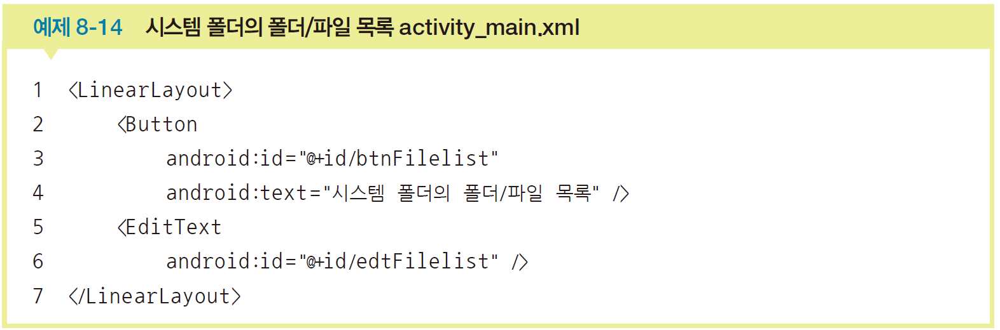 예제 8-14 시스템 폴더의 폴더/파일 목록 activity_main.xml
1 <LinearLayout>
2 <Button
3 android:id="@+id/btnFilelist"
4 android:text="시스템 폴더의 폴더/파일 목록" />
5 <EditText
6 android:id="@+id/edtFilelist" />
7 </LinearLayout>